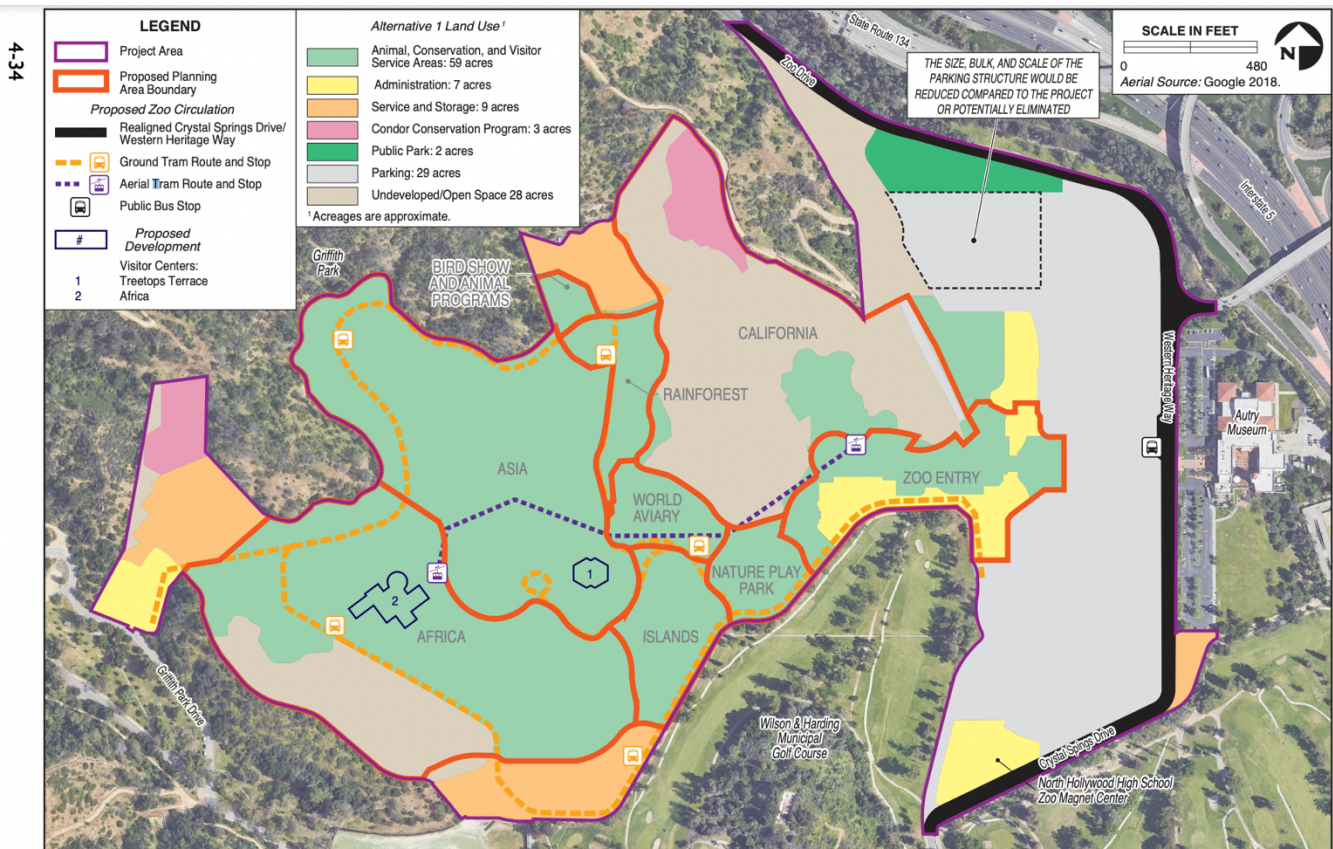 4-34
LEGEND
Project Area
Proposed Planning
Area Boundary
Proposed Zoo Circulation
Realigned Crystal Springs Drive/
Western Heritage Way
Ground Tram Route and Stop
Aerial Tram Route and Stop
Public Bus Stop
#
Proposed
Development
Visitor Centers:
1 Treetops Terrace
2 Africa
Alternative 1 Land Use¹
Animal, Conservation, and Visitor
Service Areas: 59 acres
Administration: 7 acres
Service and Storage: 9 acres
Condor Conservation Program: 3 acres
Public Park: 2 acres
Parking: 29 acres
Undeveloped/Open Space 28 acres
¹ Acreages are approximate.
State Route 134
Zoo Drive
THE SIZE, BULK, AND SCALE OF THE
PARKING STRUCTURE WOULD BE
REDUCED COMPARED TO THE PROJECT
OR POTENTIALLY ELIMINATED
SCALE IN FEET
0 480
N
Aerial Source: Google 2018.
Interstate 5
Griffith
Park
BIRD SHOW
AND ANIMAL
PROGRAMS
CALIFORNIA
RAINFOREST
Western Heritage Way
Autry
Museum
ASIA
ZOO ENTRY
WORLD
AVIARY
1
NATURE PLAY
PARK
2
AFRICA
ISLANDS
Griffith Park Drive
Wilson & Harding
Municipal
Golf Course
Crystal Spings Drive
North Hollywood High School
Zoo Magnet Center